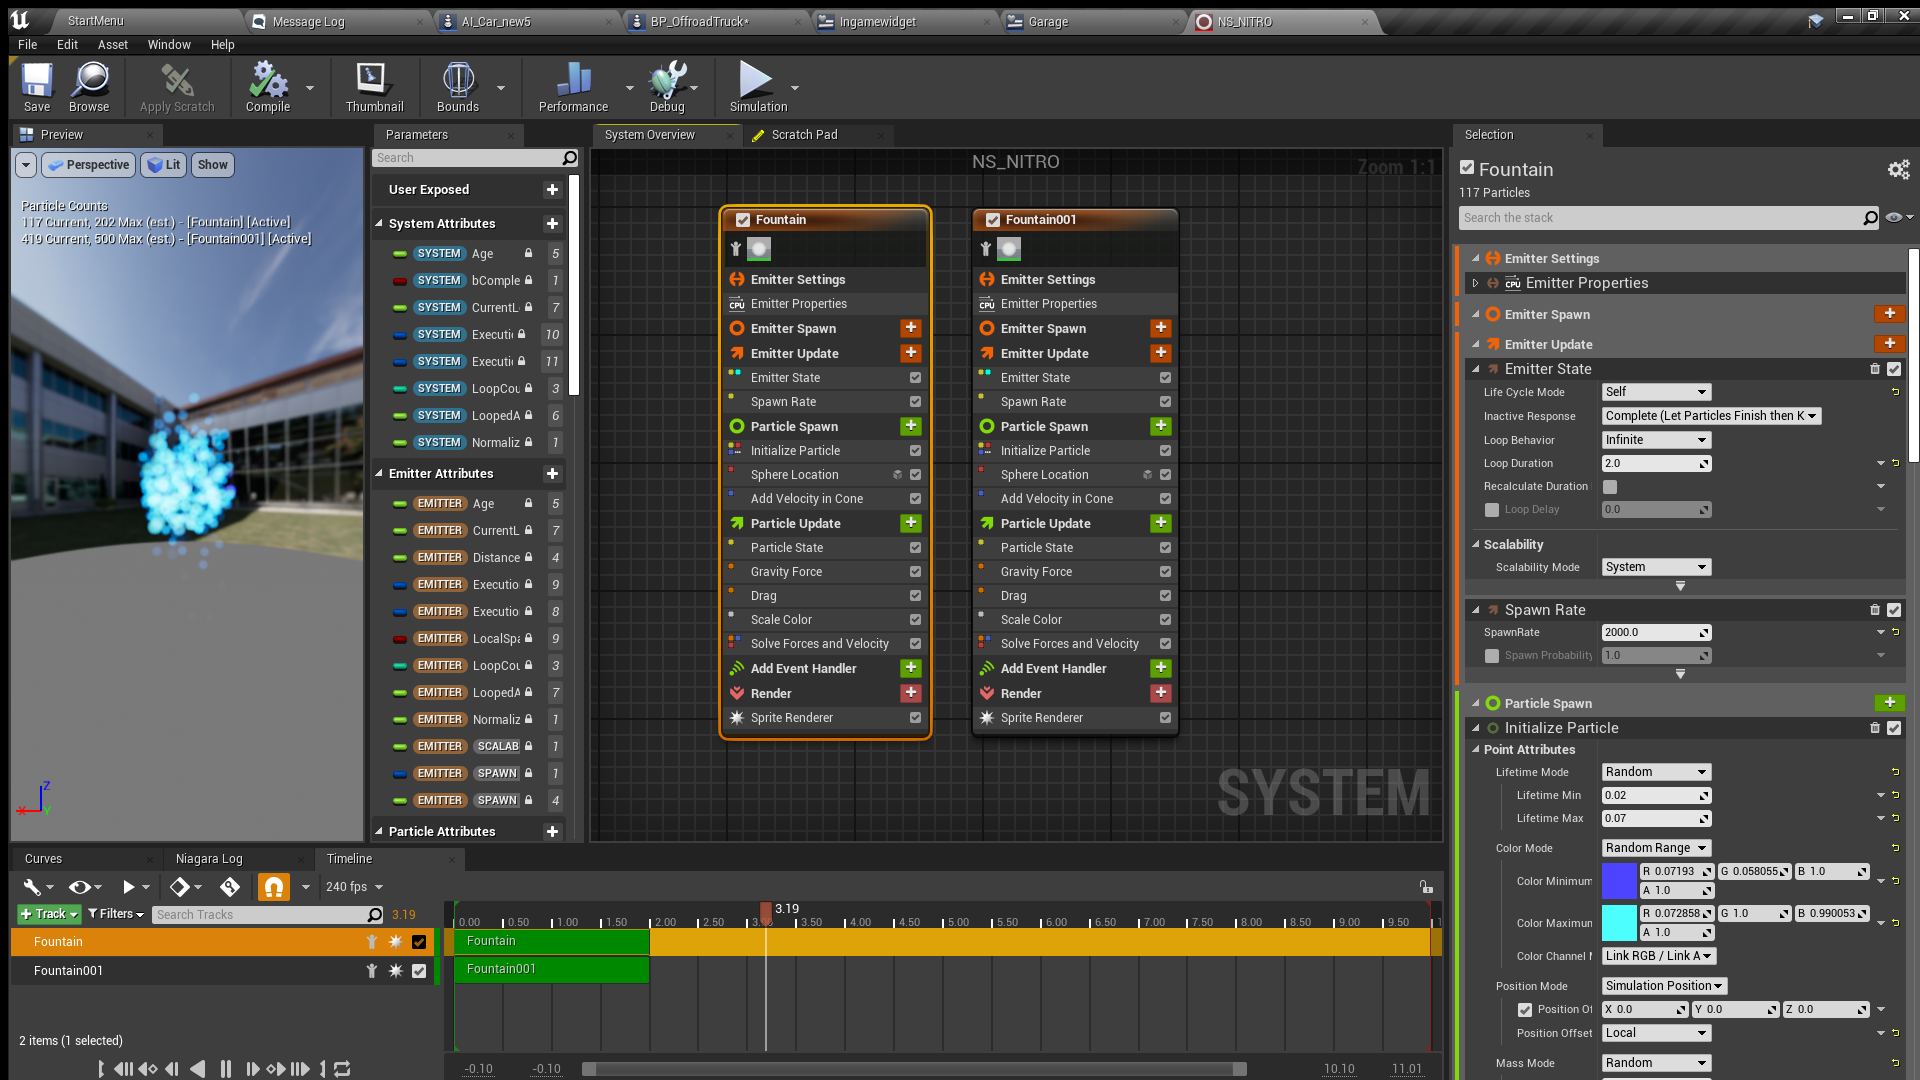 StartMenu
Message Log
AI_Car_new5
BP_OffroadTruck*
Ingamewidget
Garage
NS_NITRO
File Edit Asset Window Help
Save
Browse
Apply Scratch
Compile
Thumbnail
Bounds
Performance
Debug
Simulation
Preview
Perspective
Lit
Show
Particle Counts
117 Current, 202 Max (est.) - [Fountain] [Active]
419 Current, 500 Max (est.) - [Fountain001] [Active]
Z
X
Y
Parameters
Search
User Exposed
System Attributes
SYSTEM Age 5
SYSTEM bComple 1
SYSTEM CurrentL 7
SYSTEM Executi 10
SYSTEM Executi 11
SYSTEM LoopCou 3
SYSTEM LoopedA 6
SYSTEM Normaliz 1
Emitter Attributes
EMITTER Age 5
EMITTER CurrentL 7
EMITTER Distance 4
EMITTER Executio 9
EMITTER Executio 8
EMITTER LocalSpa 9
EMITTER LoopCou 3
EMITTER LoopedA 7
EMITTER Normaliz 1
EMITTER SCALAB 1
EMITTER SPAWN 1
EMITTER SPAWN 4
Particle Attributes
System Overview
Scratch Pad
NS_NITRO
Zoom 1:1
Fountain
Emitter Settings
CPU Emitter Properties
Emitter Spawn
Emitter Update
Emitter State
Spawn Rate
Particle Spawn
Initialize Particle
Sphere Location
Add Velocity in Cone
Particle Update
Particle State
Gravity Force
Drag
Scale Color
Solve Forces and Velocity
Add Event Handler
Render
Sprite Renderer
Fountain001
Emitter Settings
CPU Emitter Properties
Emitter Spawn
Emitter Update
Emitter State
Spawn Rate
Particle Spawn
Initialize Particle
Sphere Location
Add Velocity in Cone
Particle Update
Particle State
Gravity Force
Drag
Scale Color
Solve Forces and Velocity
Add Event Handler
Render
Sprite Renderer
SYSTEM
Selection
Fountain
117 Particles
Search the stack
Emitter Settings
CPU Emitter Properties
Emitter Spawn
Emitter Update
Emitter State
Life Cycle Mode Self
Inactive Response Complete (Let Particles Finish then K
Loop Behavior Infinite
Loop Duration 2.0
Recalculate Duration
Loop Delay 0.0
Scalability
Scalability Mode System
Spawn Rate
SpawnRate 2000.0
Spawn Probability 1.0
Particle Spawn
Initialize Particle
Point Attributes
Lifetime Mode Random
Lifetime Min 0.02
Lifetime Max 0.07
Color Mode Random Range
Color Minimum R 0.07193 G 0.058055 B 1.0
A 1.0
Color Maximun R 0.072858 G 1.0 B 0.990053
A 1.0
Color Channel M Link RGB / Link A
Position Mode Simulation Position
Position Of X 0.0 Y 0.0 Z 0.0
Position Offset Local
Mass Mode Random
Curves
Niagara Log
Timeline
240 fps
Track
Filters
Search Tracks
3.19
Fountain
Fountain001
2 items (1 selected)
3.19
0.00 0.50 1.00 1.50 2.00 2.50 3.50 4.00 4.50 5.00 5.50 6.00 6.50 7.00 7.50 8.00 8.50 9.00 9.50
Fountain
Fountain001
-0.10 -0.10 10.10 11.01